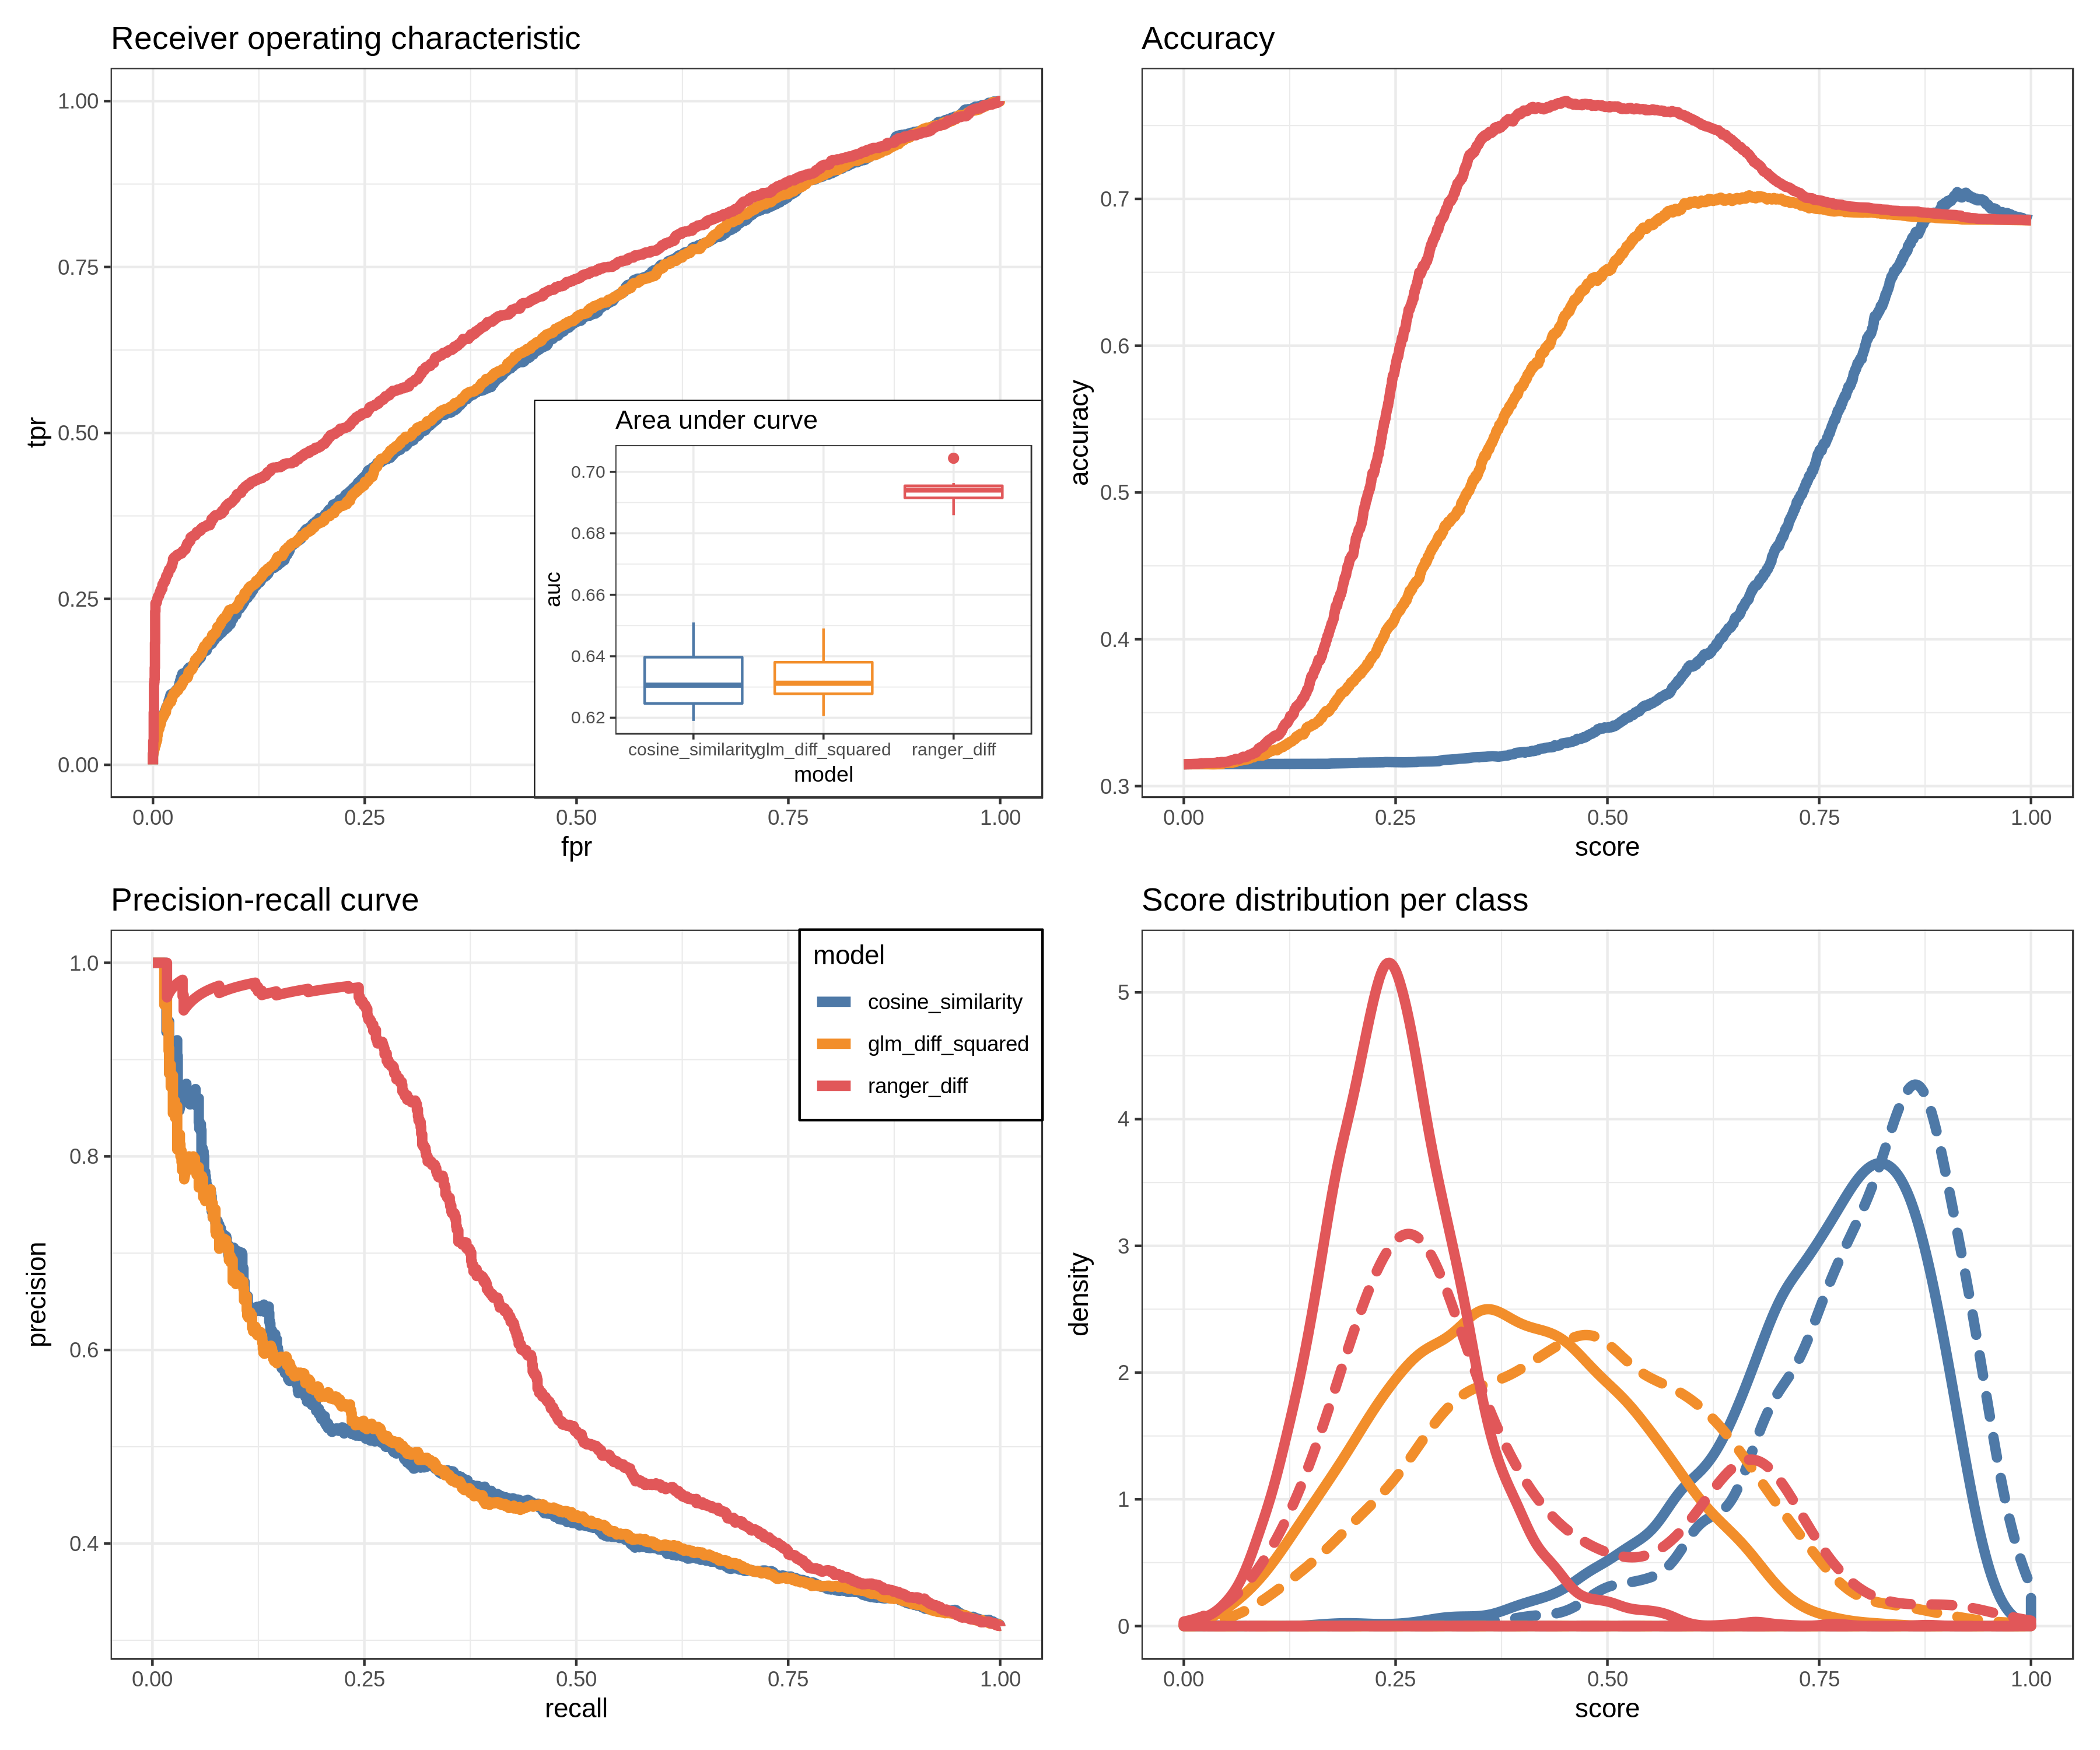 Receiver operating characteristic
1.00
0.75
0.50
0.25
0.00
tpr
0.00 0.25 0.50 0.75 1.00
fpr
Area under curve
0.70
0.68
0.66
0.64
0.62
auc
cosine_similarity glm_diff_squared ranger_diff
model
Accuracy
0.7
0.6
0.5
0.4
0.3
accuracy
0.00 0.25 0.50 0.75 1.00
score
Precision-recall curve
1.0
0.8
0.6
0.4
precision
0.00 0.25 0.50 0.75 1.00
recall
model
cosine_similarity
glm_diff_squared
ranger_diff
Score distribution per class
5
4
3
2
1
0
density
0.00 0.25 0.50 0.75 1.00
score